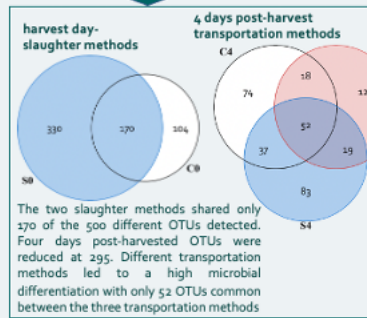 harvest day-
slaughter methods
4 days post-harvest
transportation methods
C4
18
74
330
170
104
52
37
19
S0
C0
83
S4
The two slaughter methods shared only
170 of the 500 different OTUs detected.
Four days post-harvested OTUs were
reduced at 295. Different transportation
methods led to a high microbial
differentiation with only 52 OTUs common
between the three transportation methods